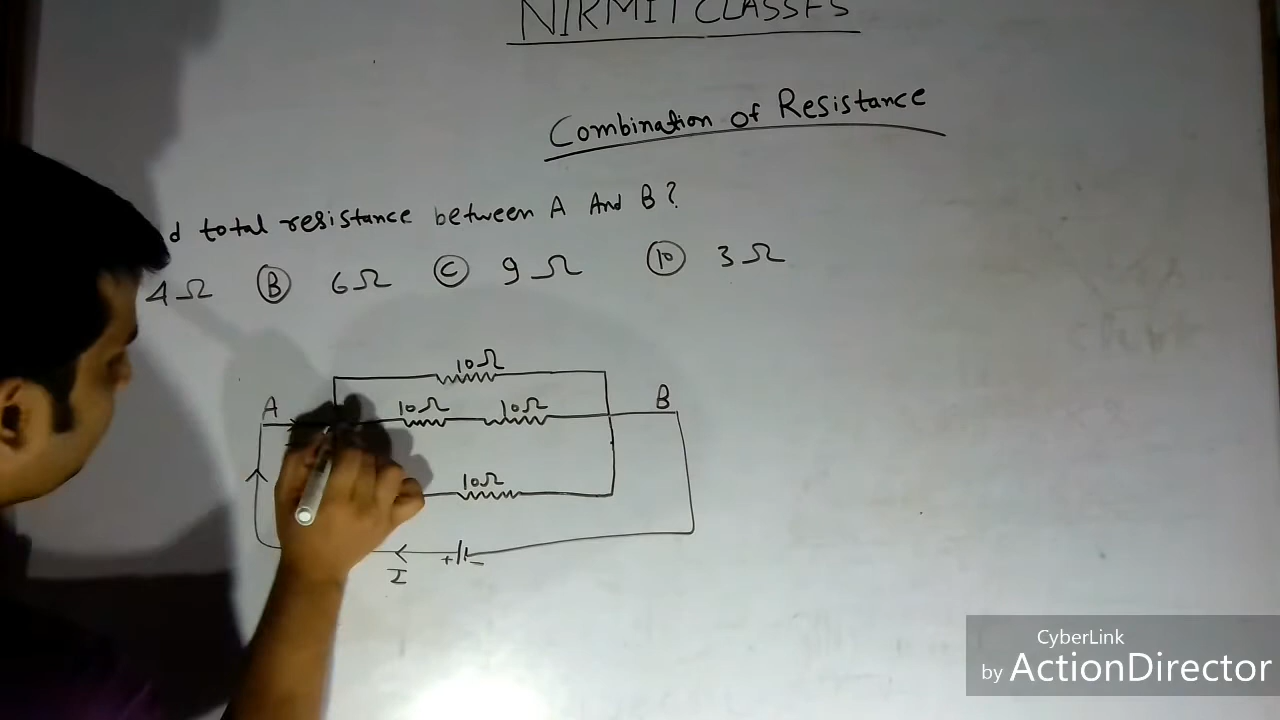 NIRMIT CLASSES
Combination of Resistance
d total resistance between A And B?
4Ω Ⓑ 6Ω Ⓒ 9Ω Ⓓ 3Ω
10Ω
A 10Ω 10Ω B
10Ω
+ -
I
CyberLink
by ActionDirector